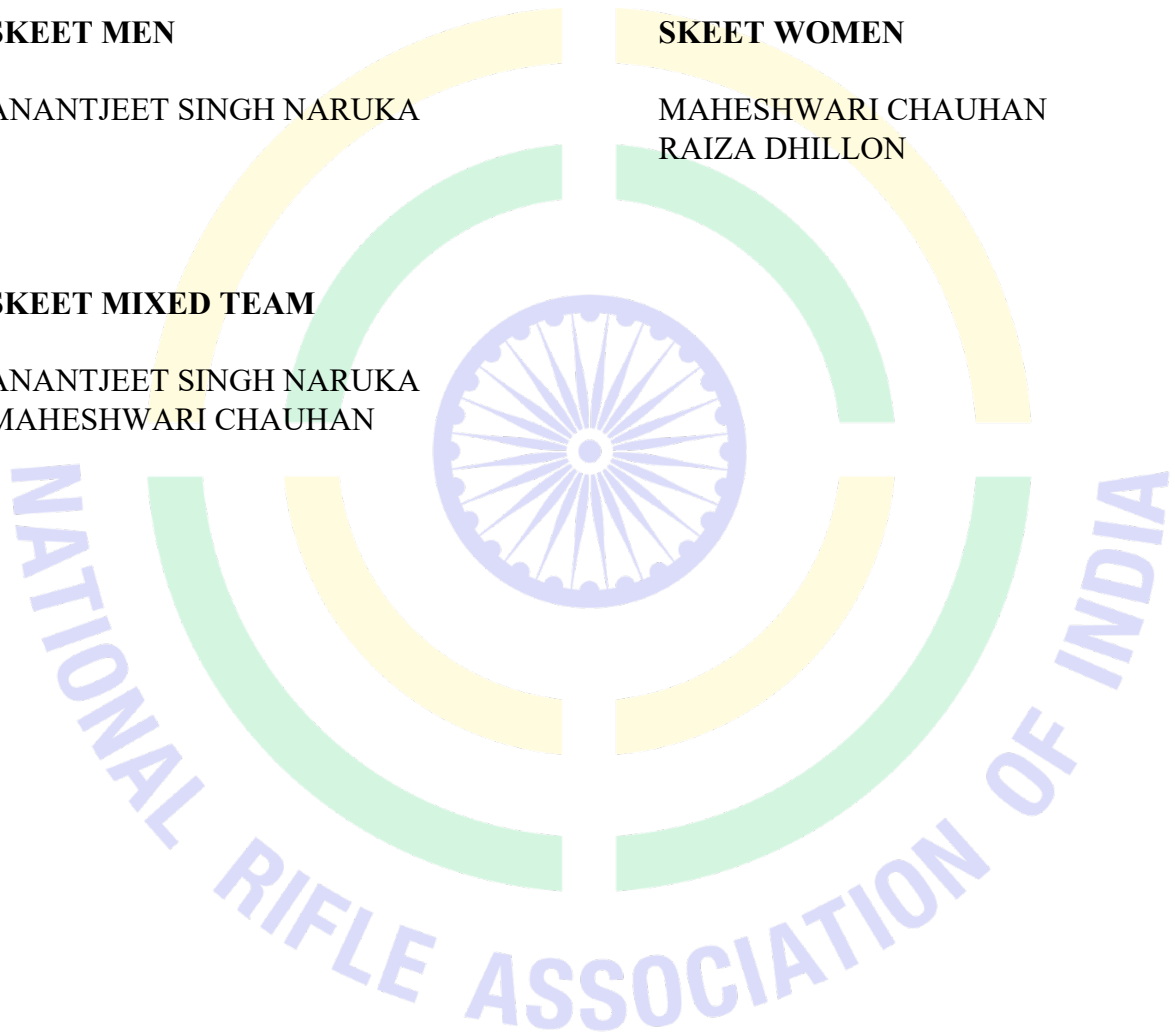 SKEET MEN
ANANTJEET SINGH NARUKA
SKEET WOMEN
MAHESHWARI CHAUHAN
RAIZA DHILLON
SKEET MIXED TEAM
ANANTJEET SINGH NARUKA
MAHESHWARI CHAUHAN
NATIONAL RIFLE ASSOCIATION OF INDIA